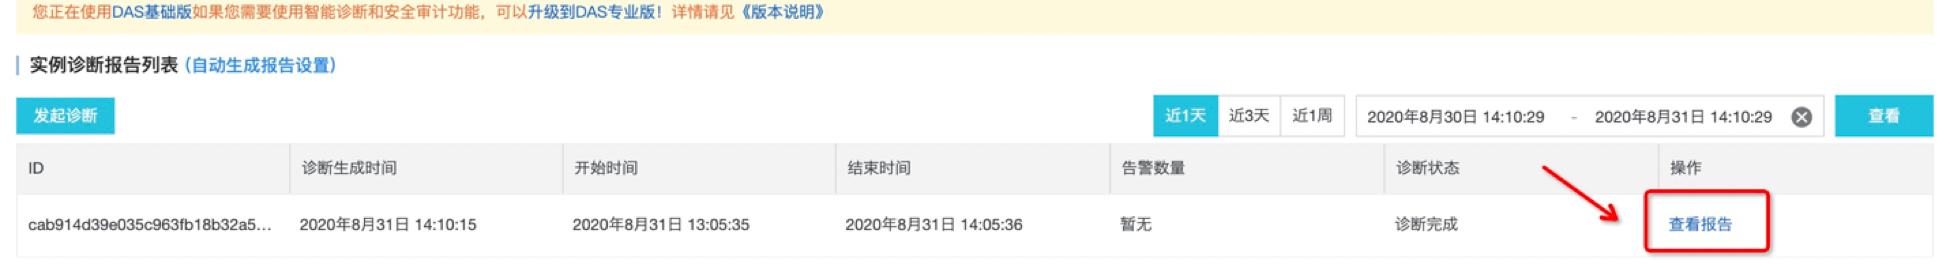 您正在使用DAS基础版如果您需要使用智能诊断和安全审计功能，可以升级到DAS专业版！详情请见《版本说明》
实例诊断报告列表 (自动生成报告设置)
发起诊断 近1天 近3天 近1周 2020年8月30日 14:10:29 - 2020年8月31日 14:10:29 查看
ID 诊断生成时间 开始时间 结束时间 告警数量 诊断状态 操作
cab914d39e035c963fb18b32a5... 2020年8月31日 14:10:15 2020年8月31日 13:05:35 2020年8月31日 14:05:36 暂无 诊断完成 查看报告